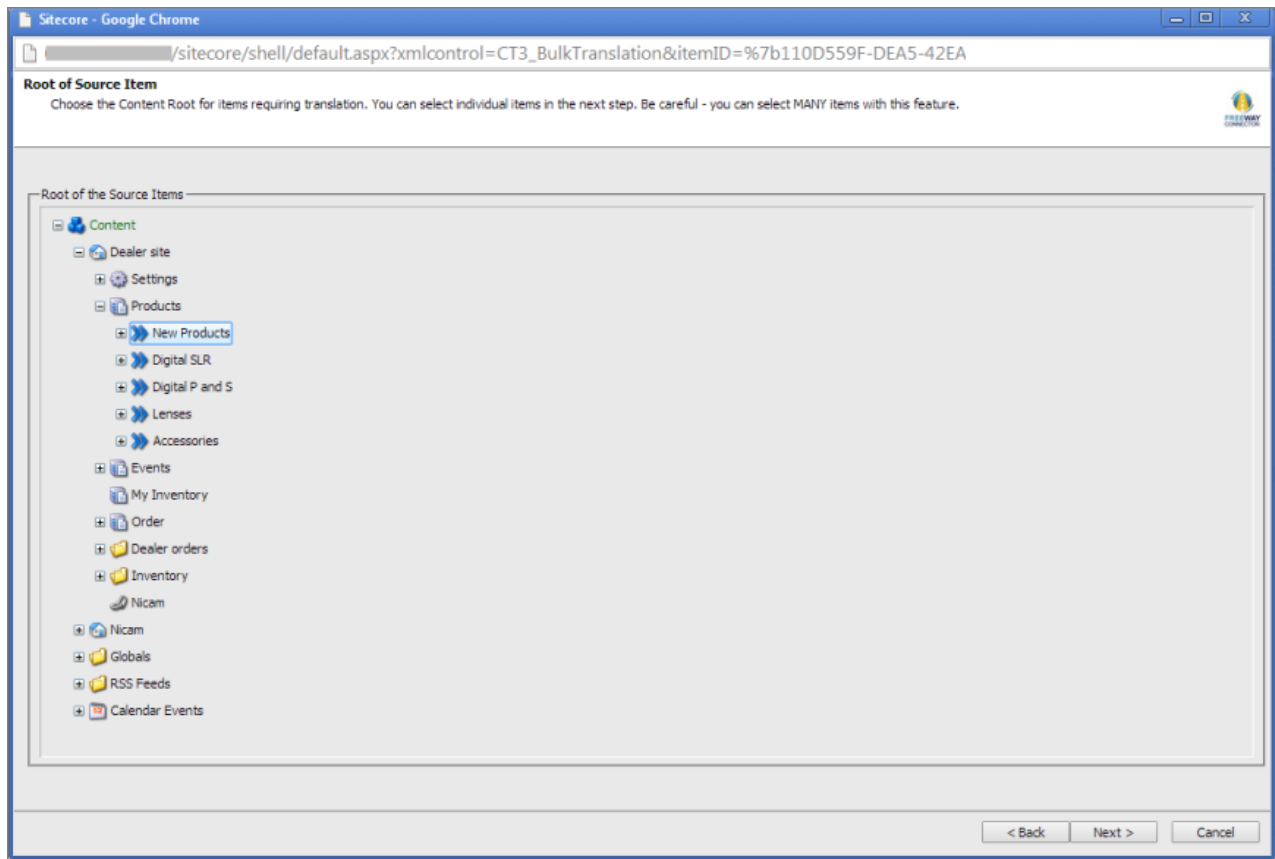 Sitecore - Google Chrome
/sitecore/shell/default.aspx?xmlcontrol=CT3_BulkTranslation&itemID=%7b110D559F-DEA5-42EA
Root of Source Item
Choose the Content Root for items requiring translation. You can select individual items in the next step. Be careful - you can select MANY items with this feature.
FREEWAY
CONNECTOR
Root of the Source Items
Content
Dealer site
Settings
Products
New Products
Digital SLR
Digital P and S
Lenses
Accessories
Events
My Inventory
Order
Dealer orders
Inventory
Nicam
Nicam
Globals
RSS Feeds
Calendar Events
< Back Next > Cancel